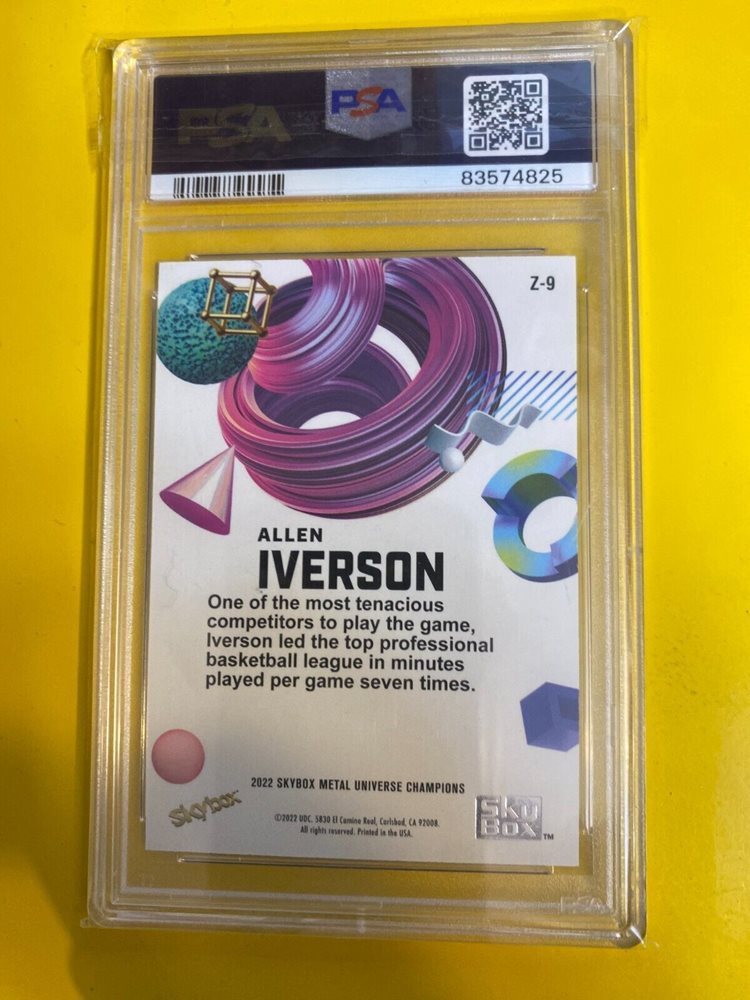 PSA
PSA
83574825
Z-9
ALLEN
IVERSON
One of the most tenacious
competitors to play the game,
Iverson led the top professional
basketball league in minutes
played per game seven times.
2022 SKYBOX METAL UNIVERSE CHAMPIONS
skybox
©2022 UDC. 5830 El Camino Real, Carlsbad, CA 92008.
All rights reserved. Printed in the USA.
SKY
BOX TM
PSA